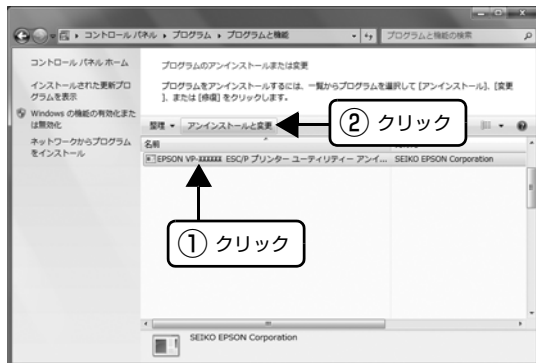 コントロール パネル ▸ プログラム ▸ プログラムと機能
プログラムと機能の検索
コントロール パネル ホーム
インストールされた更新プロ
グラムを表示
Windows の機能の有効化また
は無効化
ネットワークからプログラム
をインストール
プログラムのアンインストールまたは変更
プログラムをアンインストールするには、一覧からプログラムを選択して [アンインストール]、[変更
]、または [修復] をクリックします。
整理 アンインストールと変更
② クリック
名前
EPSON VP-xxxxxx ESC/P プリンター ユーティリティー アンイ... SEIKO EPSON Corporation
① クリック
SEIKO EPSON Corporation